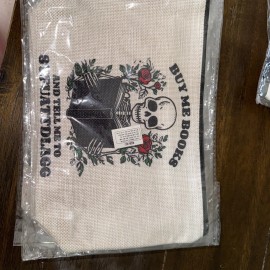 BUY ME BOOKS
AND TELL ME TO
STFUATTDLAGG